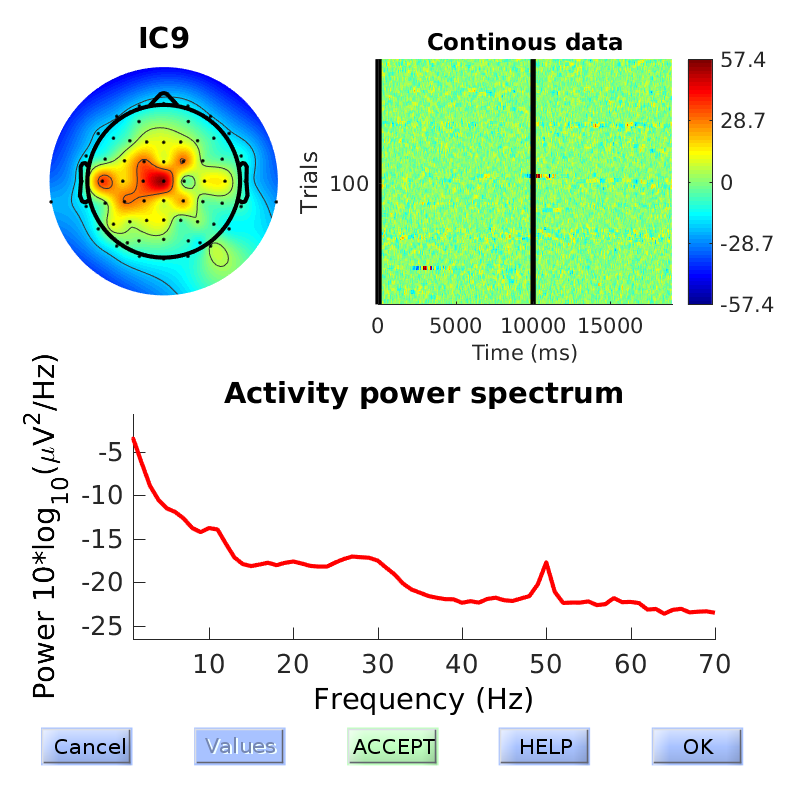 IC9
Continous data
Trials
100
0
5000
10000
15000
Time (ms)
57.4
28.7
0
-28.7
-57.4
Activity power spectrum
Power 10*log10(μV2/Hz)
-5
-10
-15
-20
-25
10
20
30
40
50
60
70
Frequency (Hz)
Cancel
Values
ACCEPT
HELP
OK